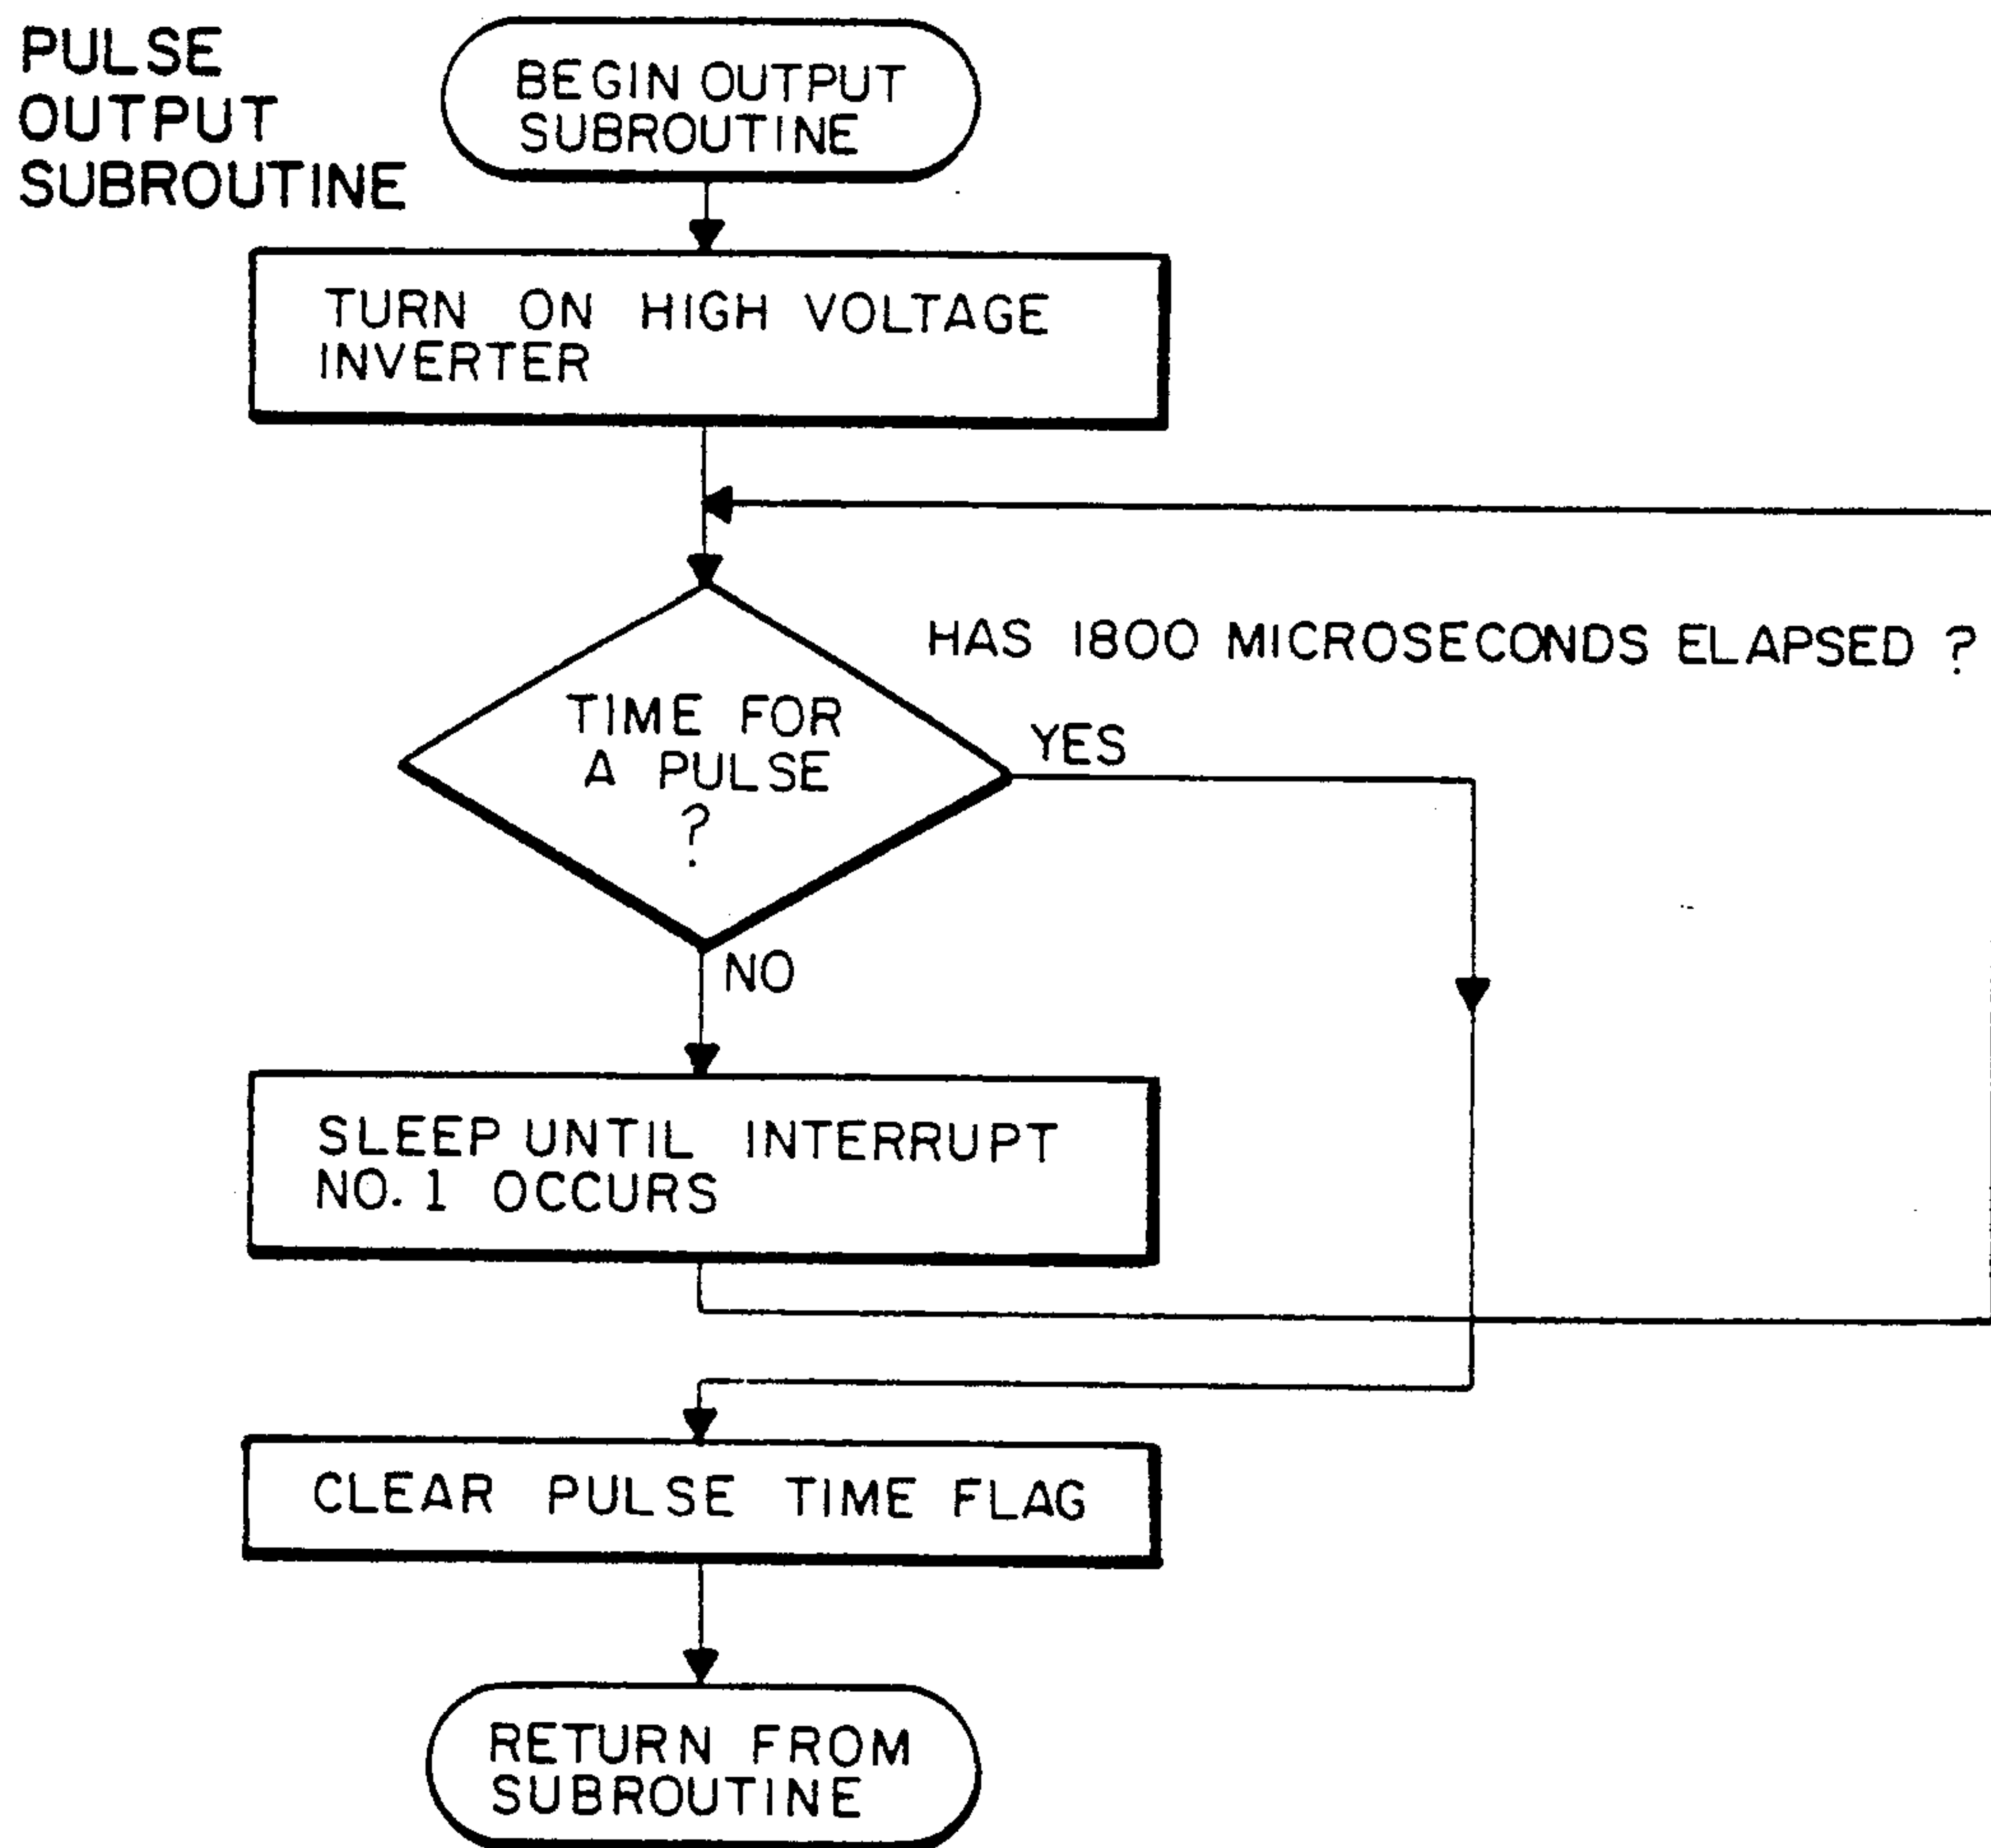 PULSE
OUTPUT
SUBROUTINE
BEGIN OUTPUT
SUBROUTINE
TURN ON HIGH VOLTAGE
INVERTER
HAS 1800 MICROSECONDS ELAPSED ?
TIME FOR
A PULSE
?
YES
NO
SLEEP UNTIL INTERRUPT
NO. 1 OCCURS
CLEAR PULSE TIME FLAG
RETURN FROM
SUBROUTINE